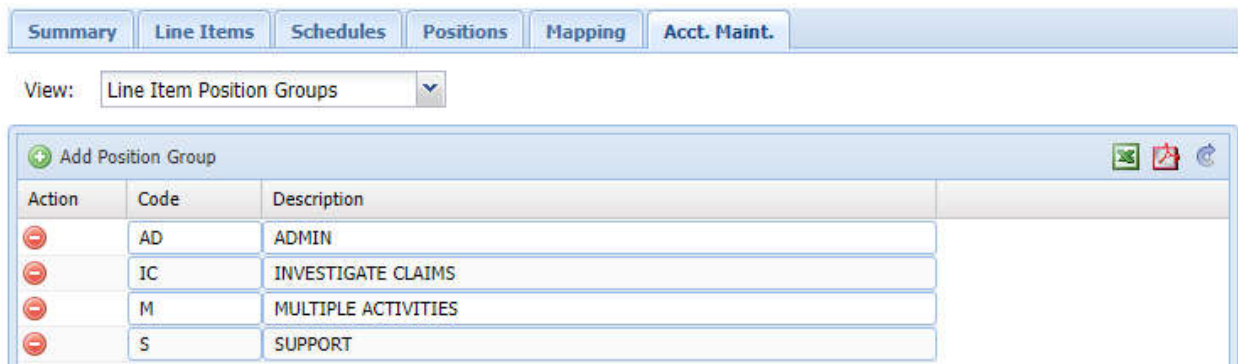 Summary Line Items Schedules Positions Mapping Acct. Maint.
View: Line Item Position Groups
Add Position Group
Action Code Description
AD ADMIN
IC INVESTIGATE CLAIMS
M MULTIPLE ACTIVITIES
S SUPPORT